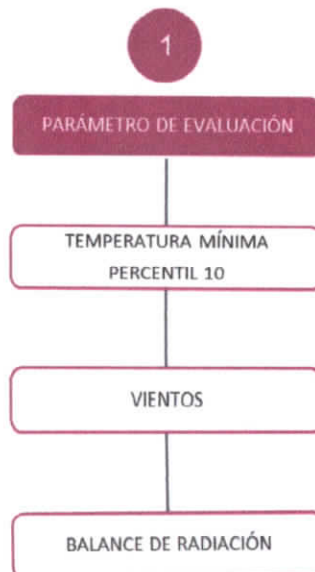 1
PARÁMETRO DE EVALUACIÓN
TEMPERATURA MÍNIMA
PERCENTIL 10
VIENTOS
BALANCE DE RADIACIÓN